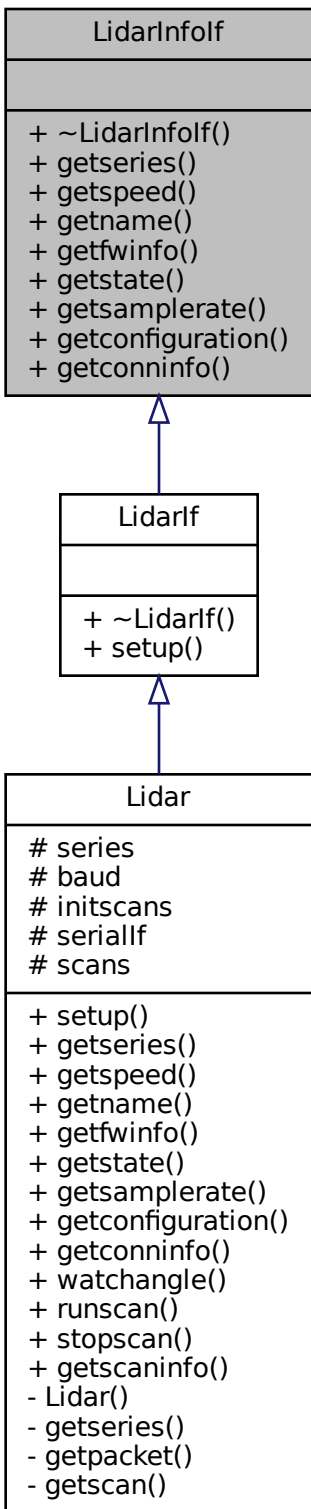 LidarInfoIf
+ ~LidarInfoIf()
+ getseries()
+ getspeed()
+ getname()
+ getfwinfo()
+ getstate()
+ getsamplerate()
+ getconfiguration()
+ getconninfo()
LidarIf
+ ~LidarIf()
+ setup()
Lidar
# series
# baud
# initscans
# serialIf
# scans
+ setup()
+ getseries()
+ getspeed()
+ getname()
+ getfwinfo()
+ getstate()
+ getsamplerate()
+ getconfiguration()
+ getconninfo()
+ watchangle()
+ runscan()
+ stopscan()
+ getscaninfo()
- Lidar()
- getseries()
- getpacket()
- getscan()